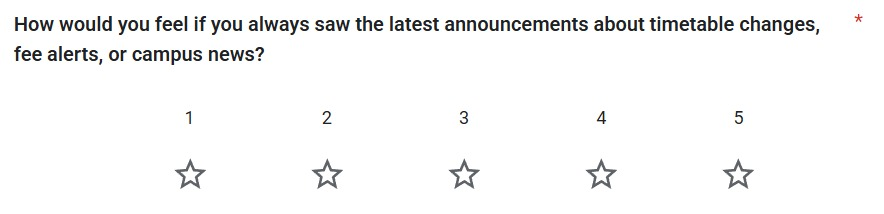 How would you feel if you always saw the latest announcements about timetable changes, *
fee alerts, or campus news?
1 2 3 4 5